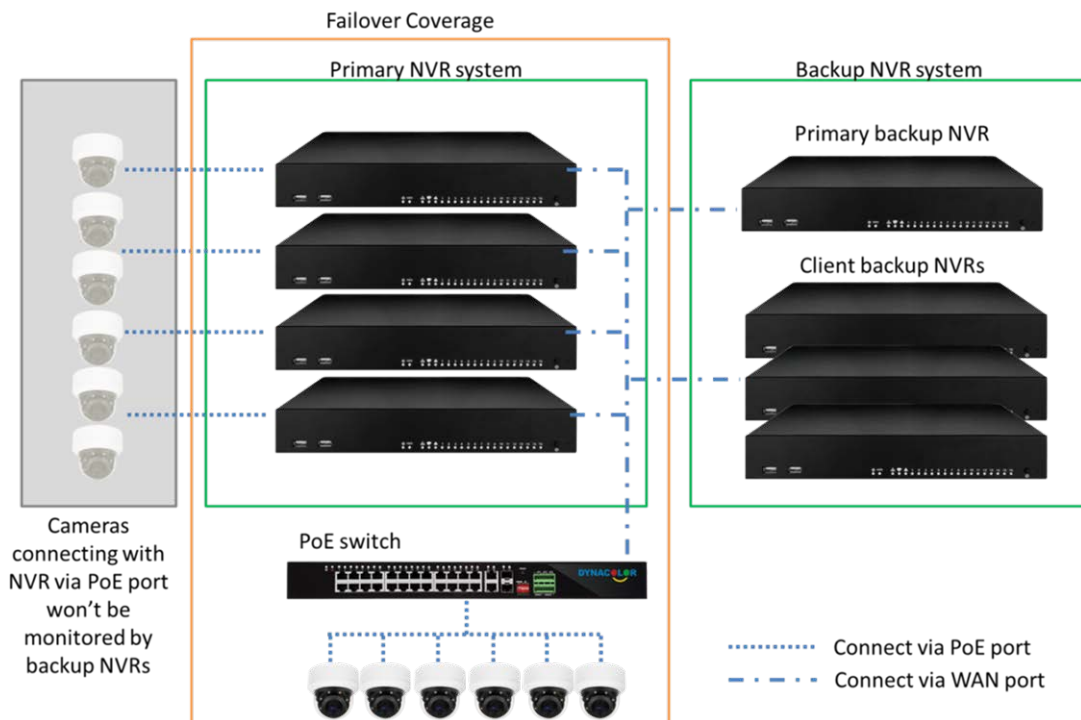 Failover Coverage
Primary NVR system
Backup NVR system
Primary backup NVR
Client backup NVRs
Cameras
connecting with
NVR via PoE port
won't be
monitored by
backup NVRs
PoE switch
DYNACOLOR
Connect via PoE port
Connect via WAN port